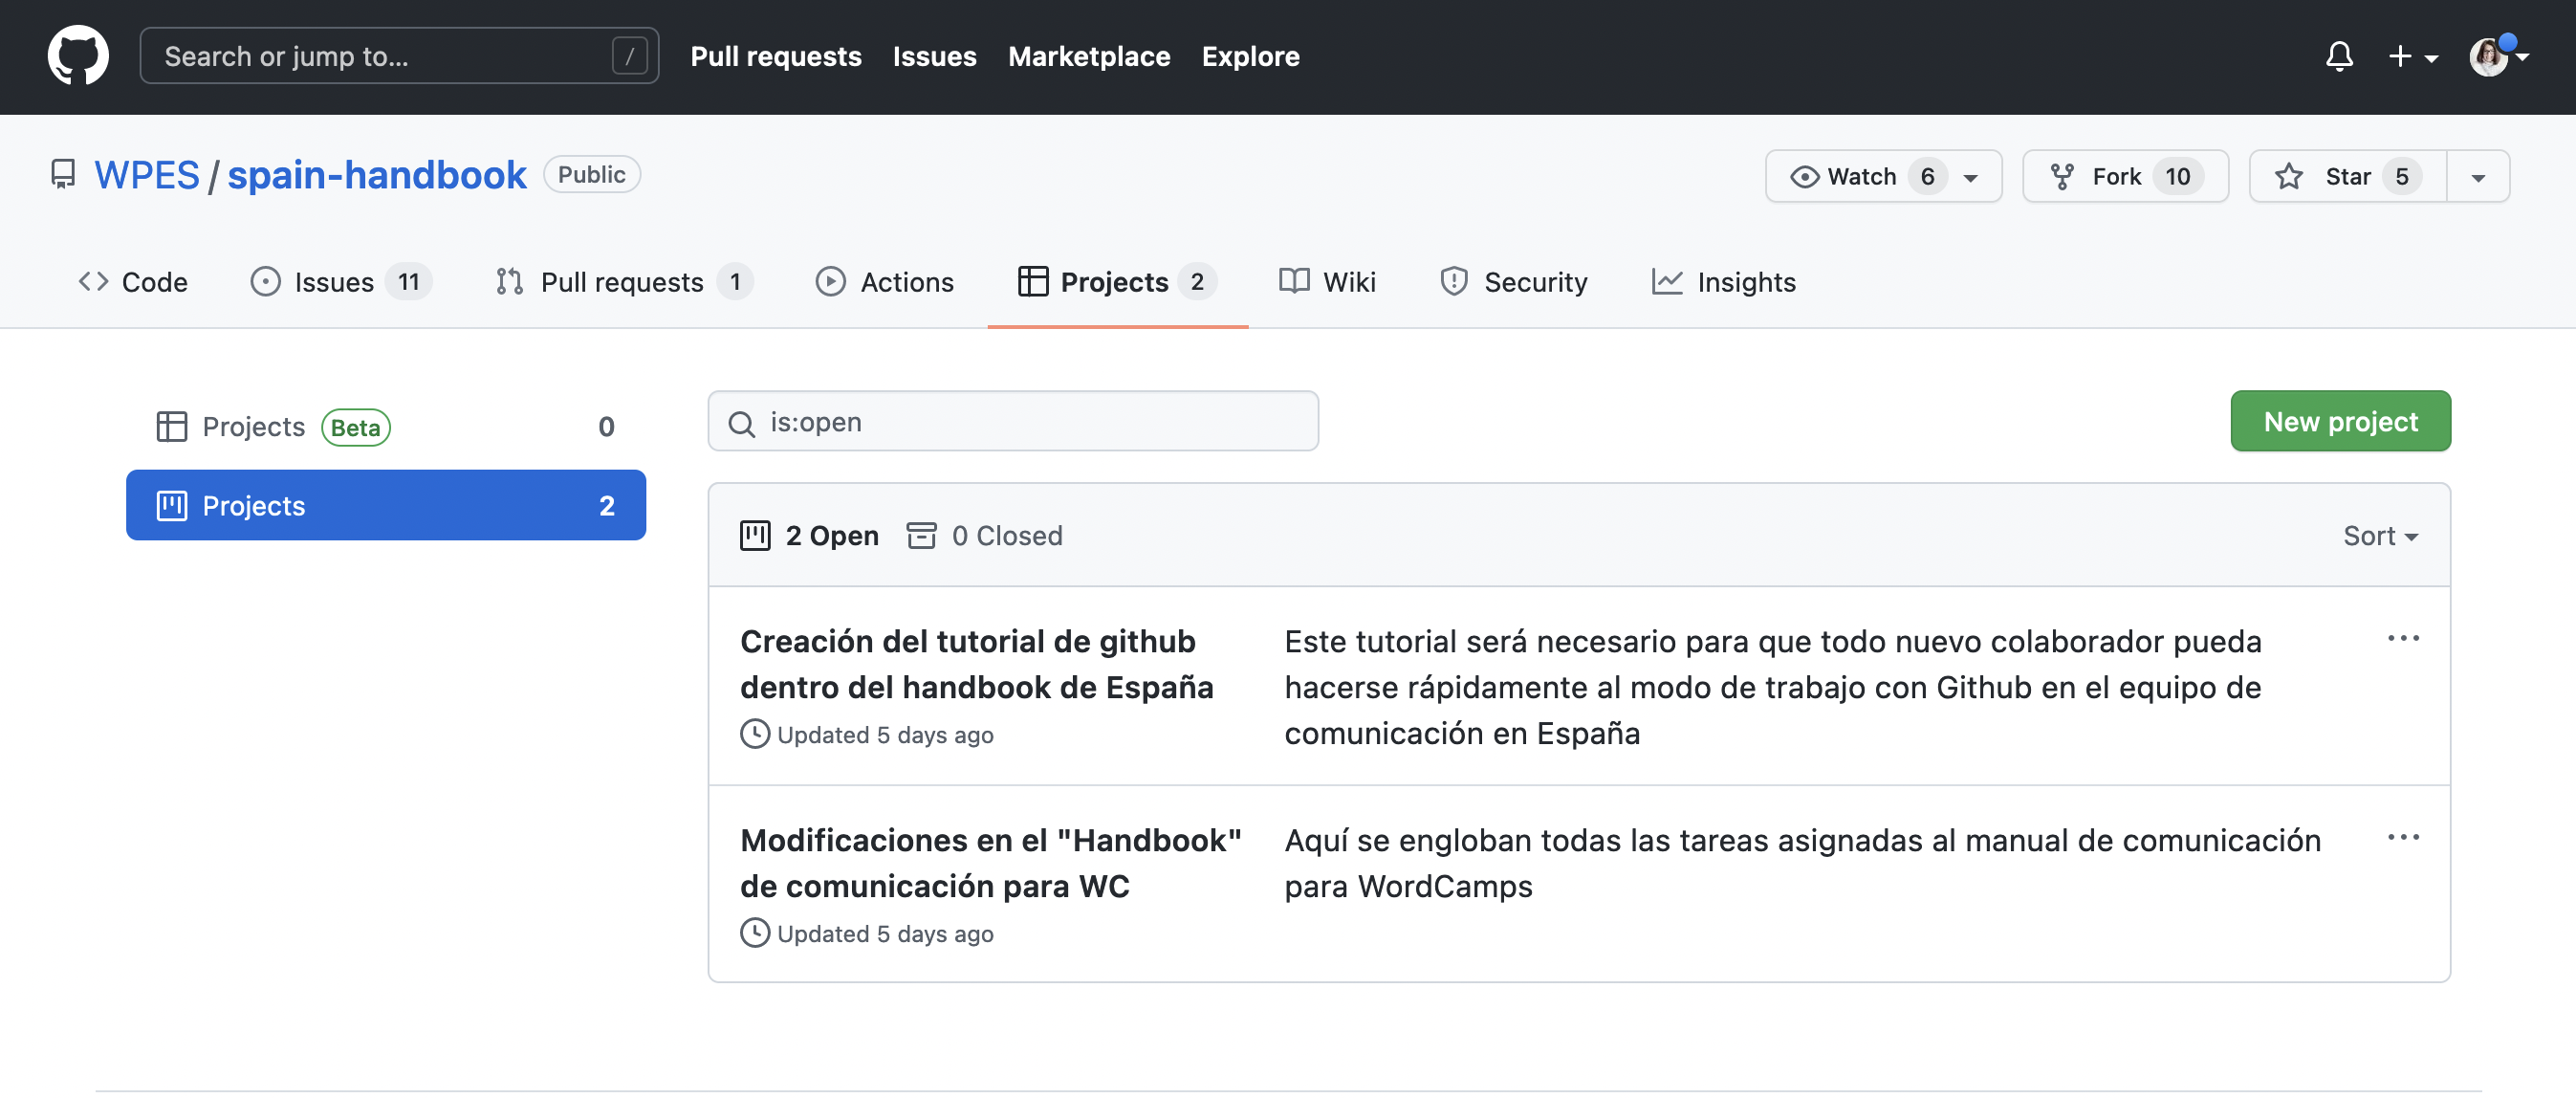 Search or jump to... /
Pull requests Issues Marketplace Explore
WPES / spain-handbook Public
Watch 6 Fork 10 Star 5
Code Issues 11 Pull requests 1 Actions Projects 2 Wiki Security Insights
Projects Beta 0
Projects 2
is:open
New project
2 Open 0 Closed
Sort
Creación del tutorial de github
dentro del handbook de España
Updated 5 days ago
Este tutorial será necesario para que todo nuevo colaborador pueda
hacerse rápidamente al modo de trabajo con Github en el equipo de
comunicación en España
Modificaciones en el "Handbook"
de comunicación para WC
Updated 5 days ago
Aquí se engloban todas las tareas asignadas al manual de comunicación
para WordCamps